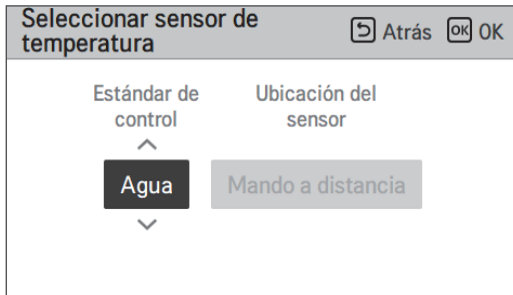 Seleccionar sensor de
temperatura
Atrás OK OK
Estándar de
control
Ubicación del
sensor
Agua
Mando a distancia